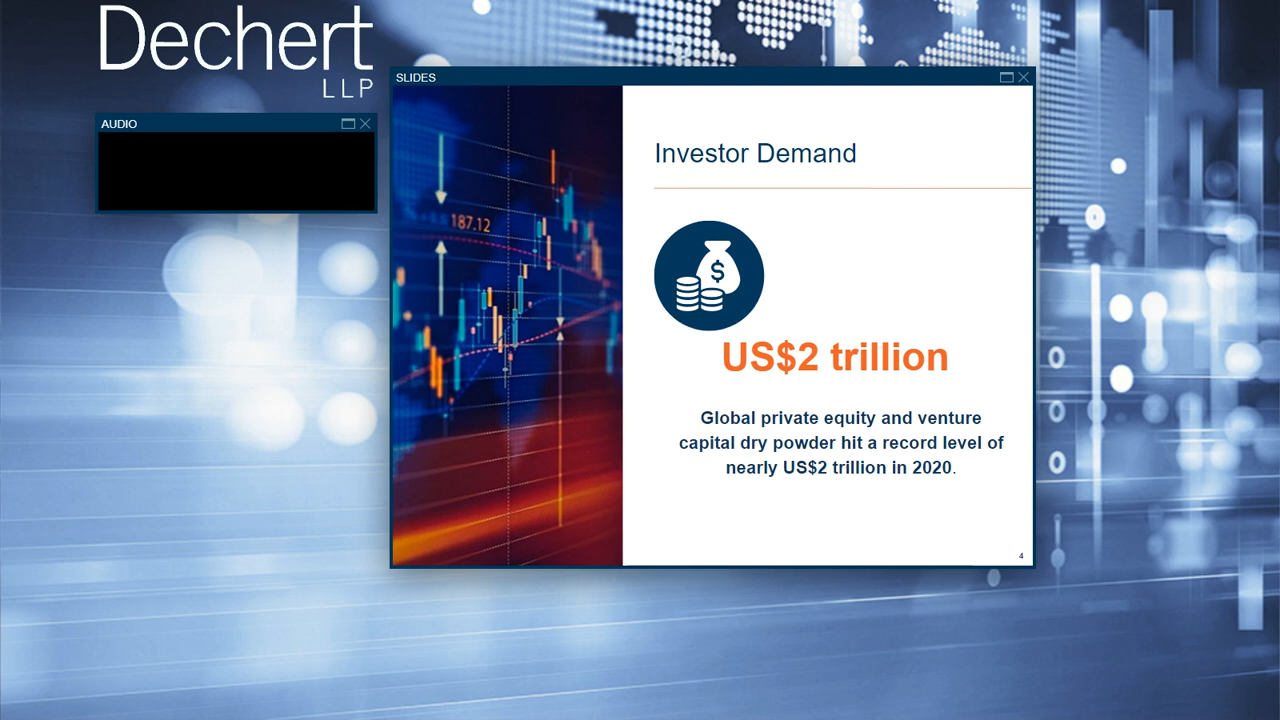 Dechert
LLP
AUDIO
SLIDES
187.12
Investor Demand
$
US$2 trillion
Global private equity and venture
capital dry powder hit a record level of
nearly US$2 trillion in 2020.
4